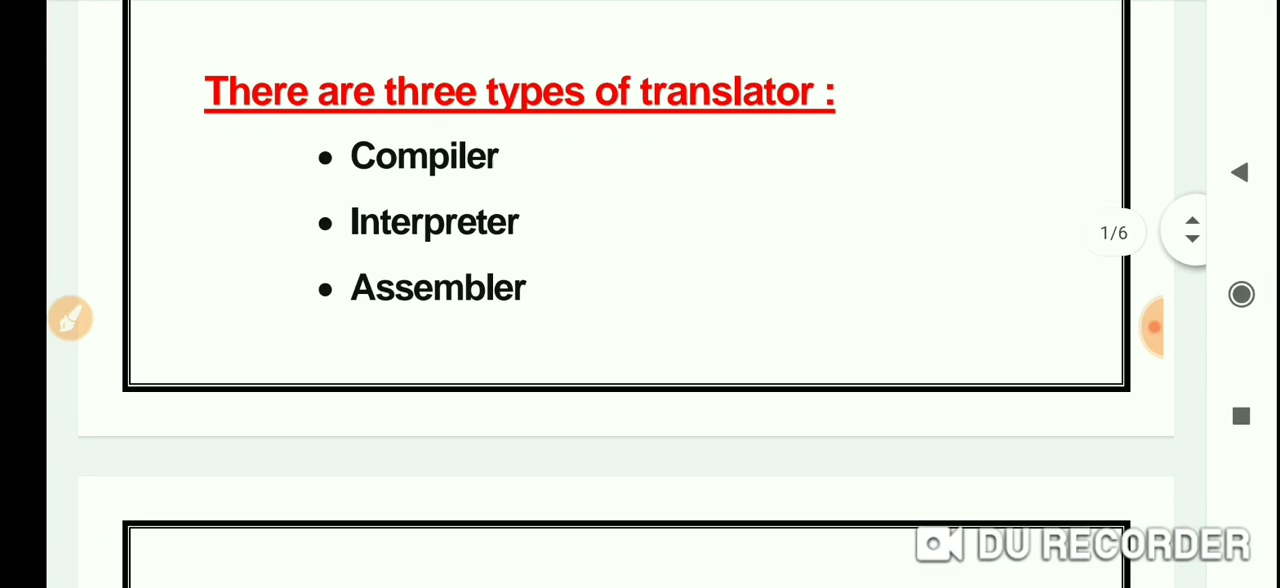 There are three types of translator :
• Compiler
• Interpreter
• Assembler
1/6
DU RECORDER